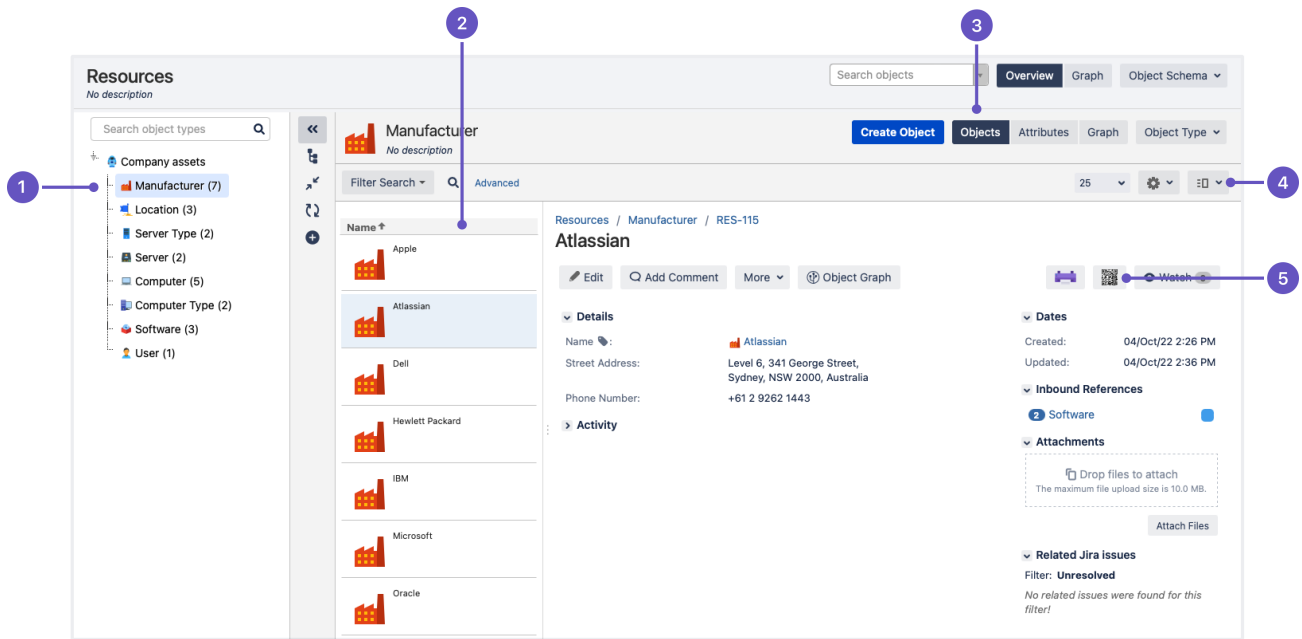 2
3
Resources
No description
Search objects
Overview
Graph
Object Schema
Search object types
Company assets
1
Manufacturer (7)
Location (3)
Server Type (2)
Server (2)
Computer (5)
Computer Type (2)
Software (3)
User (1)
Manufacturer
No description
Create Object
Objects
Attributes
Graph
Object Type
Filter Search
Advanced
25
4
Name
Apple
Atlassian
Dell
Hewlett Packard
IBM
Microsoft
Oracle
Resources / Manufacturer / RES-115
Atlassian
Edit
Add Comment
More
Object Graph
Watch
5
Details
Name :
Atlassian
Street Address:
Level 6, 341 George Street,
Sydney, NSW 2000, Australia
Phone Number:
+61 2 9262 1443
Activity
Dates
Created:
04/Oct/22 2:26 PM
Updated:
04/Oct/22 2:36 PM
Inbound References
2 Software
Attachments
Drop files to attach
The maximum file upload size is 10.0 MB.
Attach Files
Related Jira issues
Filter: Unresolved
No related issues were found for this
filter!